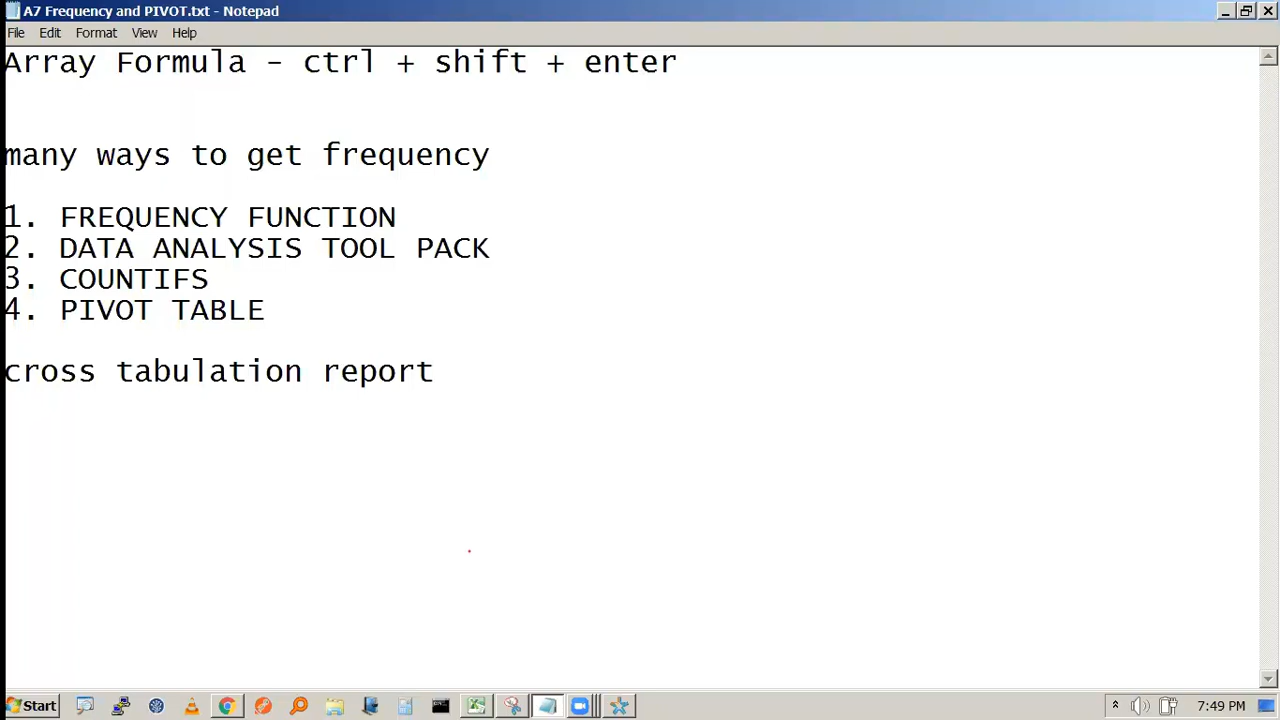 A7 Frequency and PIVOT.txt - Notepad
File Edit Format View Help
Array Formula - ctrl + shift + enter
many ways to get frequency
1. FREQUENCY FUNCTION
2. DATA ANALYSIS TOOL PACK
3. COUNTIFS
4. PIVOT TABLE
cross tabulation report
Start
7:49 PM